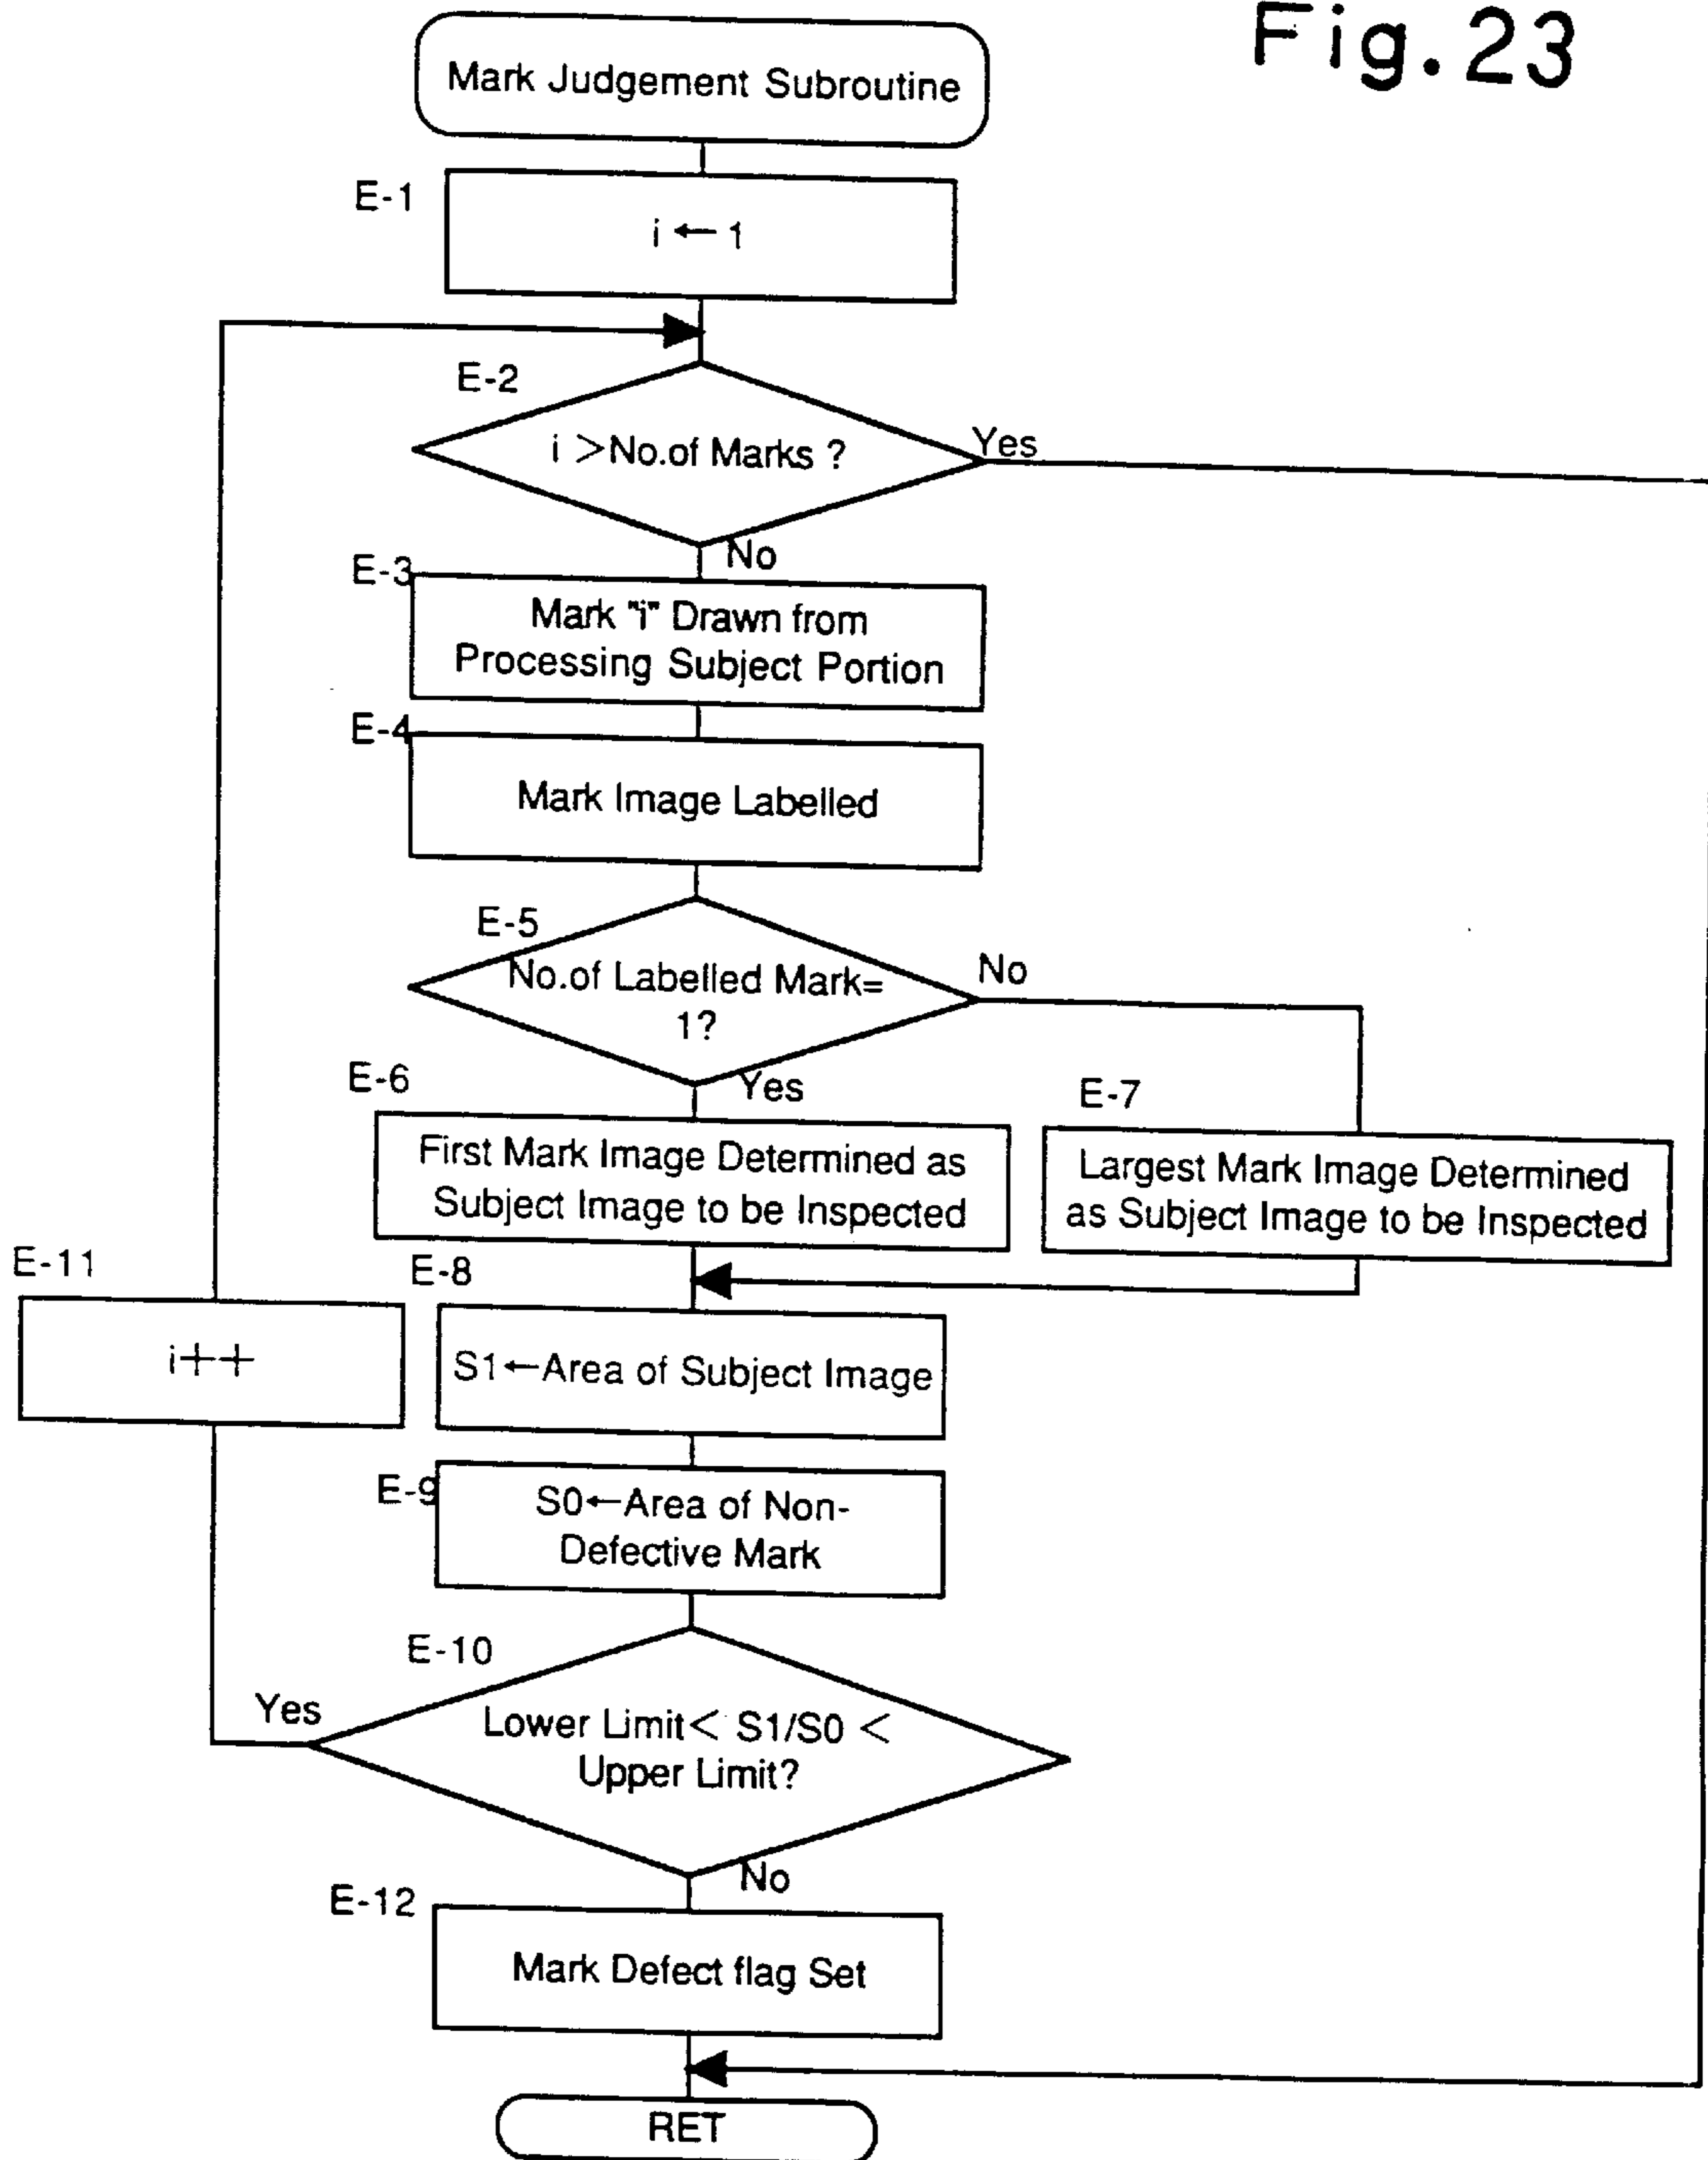 Fig.23
Mark Judgement Subroutine
E-1
i ← 1
E-2
i >No.of Marks ?
Yes
No
E-3
Mark "i" Drawn from
Processing Subject Portion
E-4
Mark Image Labelled
E-5
No.of Labelled Mark=
1?
No
Yes
E-6
First Mark Image Determined as
Subject Image to be Inspected
E-7
Largest Mark Image Determined
as Subject Image to be Inspected
E-11
i++
E-8
S1←Area of Subject Image
E-9
S0←Area of Non-
Defective Mark
E-10
Yes
Lower Limit< S1/S0 <
Upper Limit?
No
E-12
Mark Defect flag Set
RET